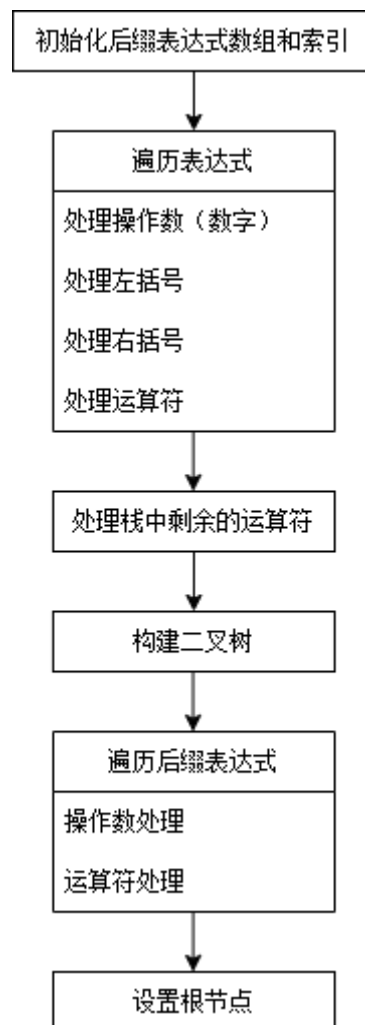 初始化后缀表达式数组和索引
遍历表达式
处理操作数（数字）
处理左括号
处理右括号
处理运算符
处理栈中剩余的运算符
构建二叉树
遍历后缀表达式
操作数处理
运算符处理
设置根节点